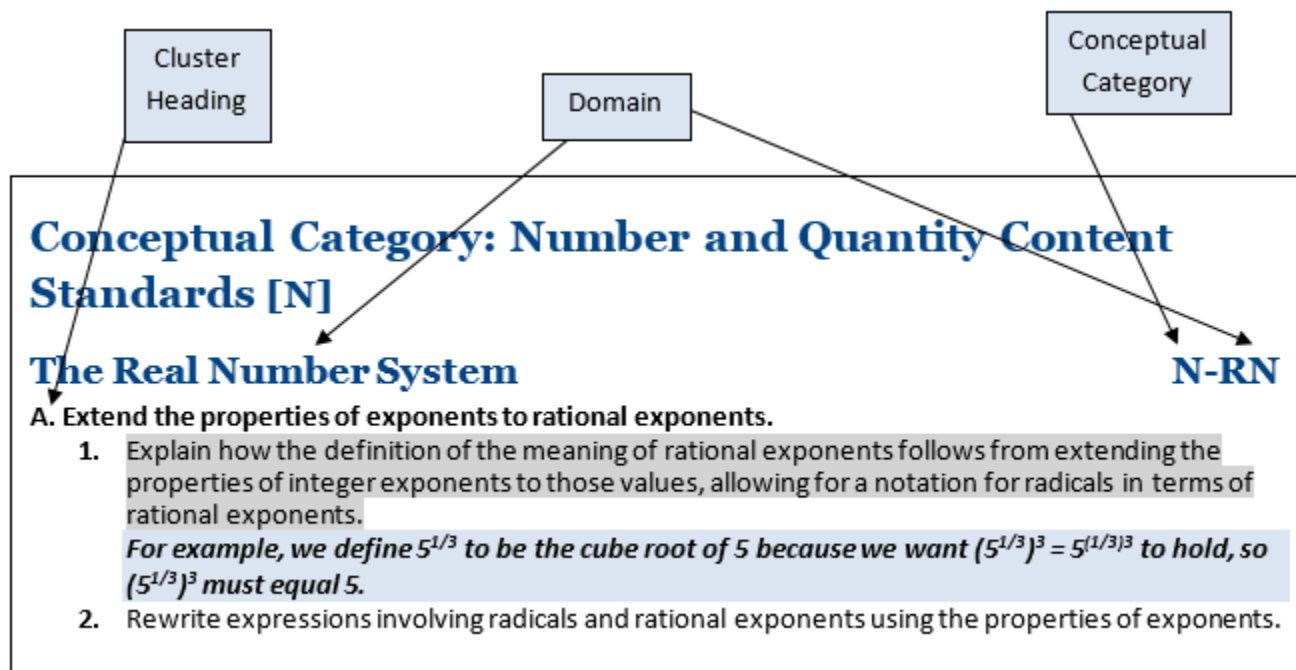 Cluster
Heading
Domain
Conceptual
Category
Conceptual Category: Number and Quantity Content
Standards [N]
The Real Number System N-RN
A. Extend the properties of exponents to rational exponents.
1. Explain how the definition of the meaning of rational exponents follows from extending the
properties of integer exponents to those values, allowing for a notation for radicals in terms of
rational exponents.
For example, we define 5^{1/3} to be the cube root of 5 because we want (5^{1/3})^3 = 5^{(1/3)3} to hold, so
(5^{1/3})^3 must equal 5.
2. Rewrite expressions involving radicals and rational exponents using the properties of exponents.